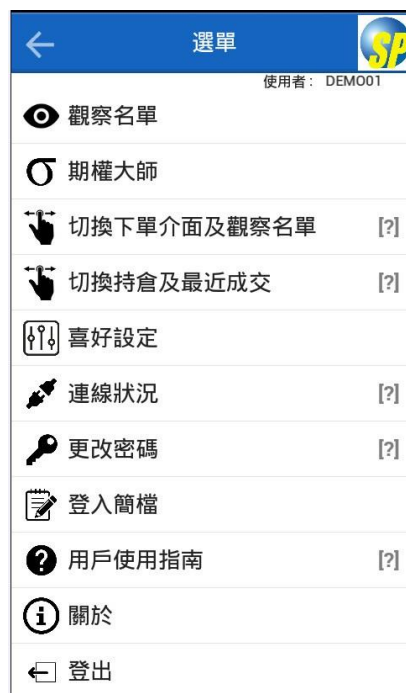 選單
SP
使用者： DEMO01
觀察名單
σ 期權大師
切換下單介面及觀察名單 [?]
切換持倉及最近成交 [?]
喜好設定
連線狀況 [?]
更改密碼 [?]
登入簡檔
用戶使用指南 [?]
關於
登出